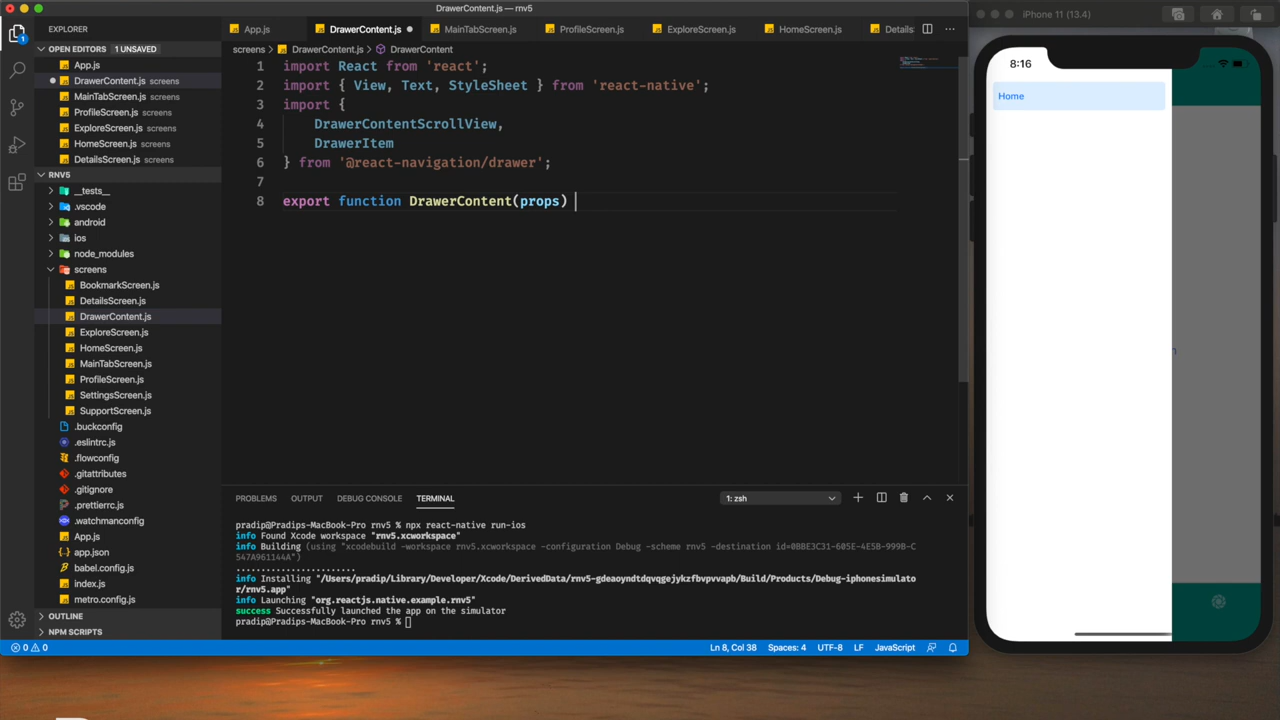 DrawerContent.js — rnv5
EXPLORER
OPEN EDITORS 1 UNSAVED
App.js
DrawerContent.js screens
MainTabScreen.js screens
ProfileScreen.js screens
ExploreScreen.js screens
HomeScreen.js screens
DetailsScreen.js screens
RNV5
__tests__
.vscode
android
ios
node_modules
screens
BookmarkScreen.js
DetailsScreen.js
DrawerContent.js
ExploreScreen.js
HomeScreen.js
MainTabScreen.js
ProfileScreen.js
SettingsScreen.js
SupportScreen.js
.buckconfig
.eslintrc.js
.flowconfig
.gitattributes
.gitignore
.prettierrc.js
.watchmanconfig
App.js
app.json
babel.config.js
index.js
metro.config.js
OUTLINE
NPM SCRIPTS
1
App.js DrawerContent.js MainTabScreen.js ProfileScreen.js ExploreScreen.js HomeScreen.js Details
screens > DrawerContent.js > DrawerContent
1 import React from 'react';
2 import { View, Text, StyleSheet } from 'react-native';
3 import {
4 DrawerContentScrollView,
5 DrawerItem
6 } from '@react-navigation/drawer';
7
8 export function DrawerContent(props)
PROBLEMS OUTPUT DEBUG CONSOLE TERMINAL 1: zsh
pradip@Pradips-MacBook-Pro rnv5 % npx react-native run-ios
info Found Xcode workspace "rnv5.xcworkspace"
info Building (using "xcodebuild -workspace rnv5.xcworkspace -configuration Debug -scheme rnv5 -destination id=0BBE3C31-605E-4E5B-999B-C
547A961144A")
........................
info Installing "/Users/pradip/Library/Developer/Xcode/DerivedData/rnv5-gdeaoyndtdqvqgejykzfbvpvvapb/Build/Products/Debug-iphonesimulato
r/rnv5.app"
info Launching "org.reactjs.native.example.rnv5"
success Successfully launched the app on the simulator
pradip@Pradips-MacBook-Pro rnv5 %
0 0 Ln 8, Col 38 Spaces: 4 UTF-8 LF JavaScript
iPhone 11 (13.4)
8:16
Home